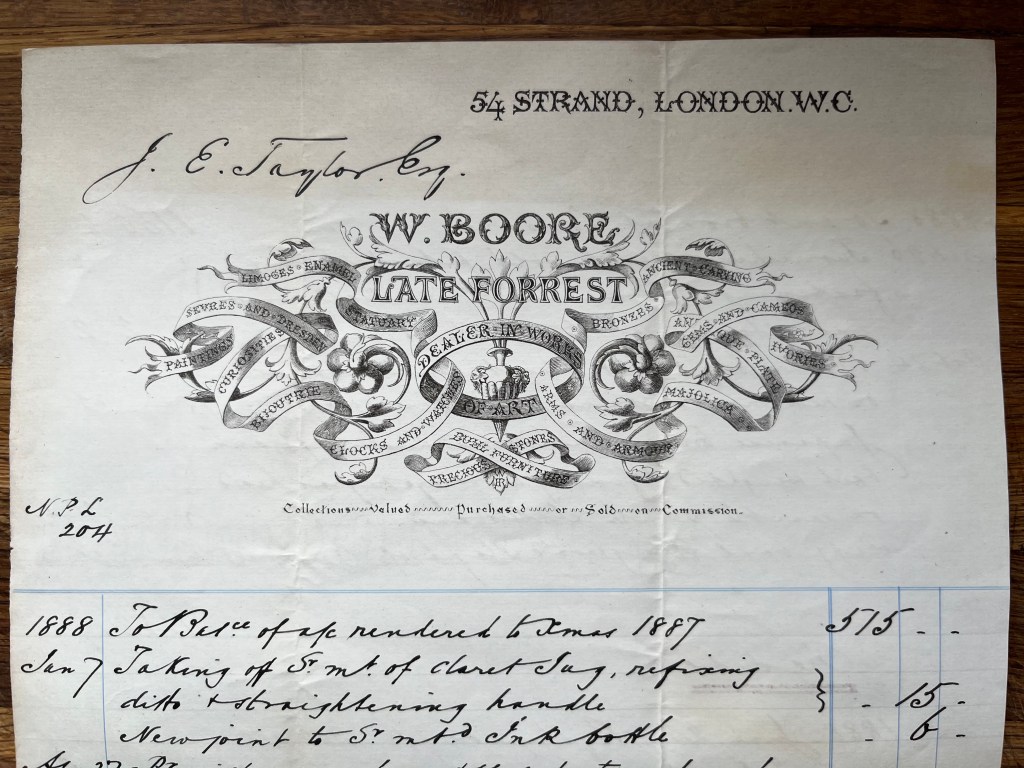 54 STRAND, LONDON. W.C.
J. E. Taylor. Esq.
W. BOORE
LATE FORREST
LIMOGES ENAMEL
ANCIENT CARVING
SEVRES AND DRESDEN
STATUARY
BRONZES
GEMS AND CAMEOS
DEALER IN WORKS
OF ART
PAINTINGS
CURIOSITIES
PLATE
IVORIES
BIJOUTRIE
MAJOLICA
CLOCKS AND WATCHES
ARMS AND ARMOUR
BUHL FURNITURE
PRECIOUS STONES
Collections Valued Purchased or Sold on Commission.
N. P. L
204
1888 To Balce of a/c rendered to Xmas 1887 515 - -
Jan 7 Taking off Sr. mt. of Claret Jug, refixing
ditto + straightening handle - 15 -
New joint to Sr. mtd. Ink bottle - 6 -